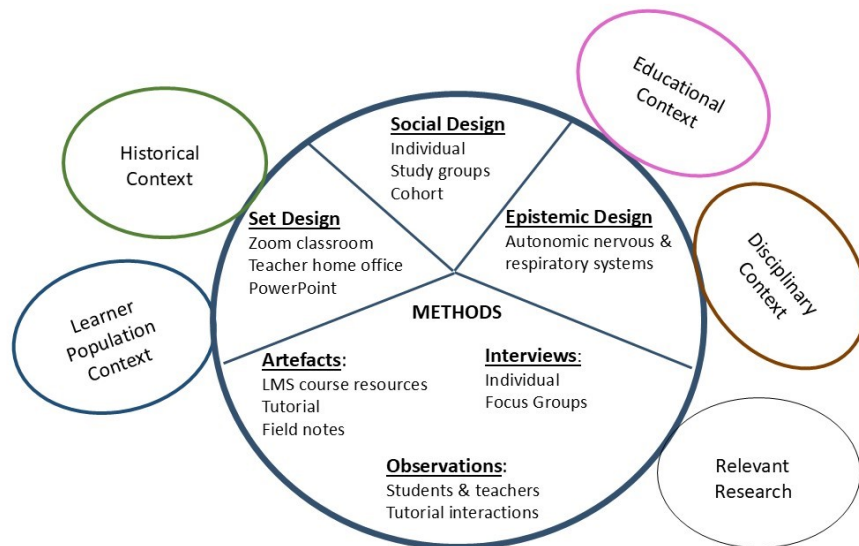 Historical
Context
Learner
Population
Context
Educational
Context
Disciplinary
Context
Relevant
Research
Social Design
Individual
Study groups
Cohort
Set Design
Zoom classroom
Teacher home office
PowerPoint
Epistemic Design
Autonomic nervous &
respiratory systems
METHODS
Artefacts:
LMS course resources
Tutorial
Field notes
Interviews:
Individual
Focus Groups
Observations:
Students & teachers
Tutorial interactions